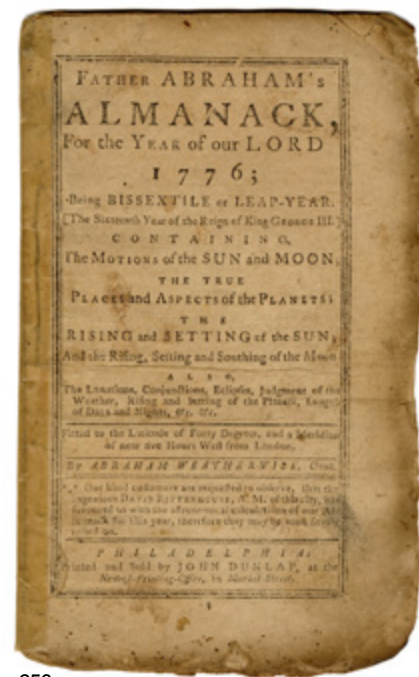 FATHER ABRAHAM's
ALMANACK,
For the YEAR of our LORD
1776;
Being BISSEXTILE or LEAP-YEAR.
[The Sixteenth Year of the Reign of King GEORGE III.]
CONTAINING,
The MOTIONS of the SUN and MOON;
THE TRUE
PLACES and ASPECTS of the PLANETS;
THE
RISING and SETTING of the SUN,
And the Rising, Setting and Southing of the Moon
ALSO,
The Lunations, Conjunctions, Eclipses, Judgment of the
Weather, Rising and Setting of the Planets, Length
of Days and Nights, &c. &c.
Fitted to the Latitude of Forty Degrees, and a Meridian
of near five Hours West from London.
By ABRAHAM WEATHERWISE, Gent.
Our kind customers are requested to observe, that the
ingenious DAVID RITTENHOUSE, A. M. of this city, has
favoured us with the astronomical calculations of our Al-
manack for this year, therefore they may be
PHILADELPHIA:
Printed and Sold by JOHN DUNLAP, at the
Newest-Printing-Office, in Market-Street.